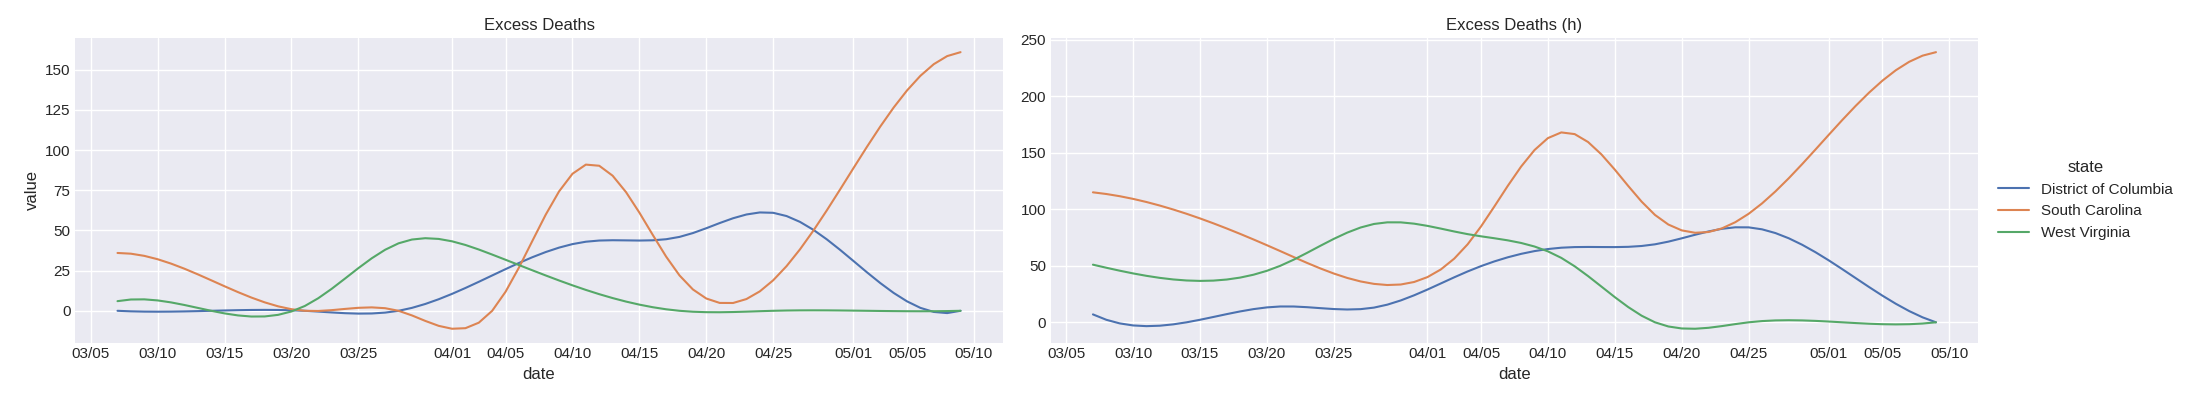 Excess Deaths
150
125
100
75
50
25
0
value
03/05 03/10 03/15 03/20 03/25 04/01 04/05 04/10 04/15 04/20 04/25 05/01 05/05 05/10
date
Excess Deaths (h)
250
200
150
100
50
0
03/05 03/10 03/15 03/20 03/25 04/01 04/05 04/10 04/15 04/20 04/25 05/01 05/05 05/10
date
state
District of Columbia
South Carolina
West Virginia